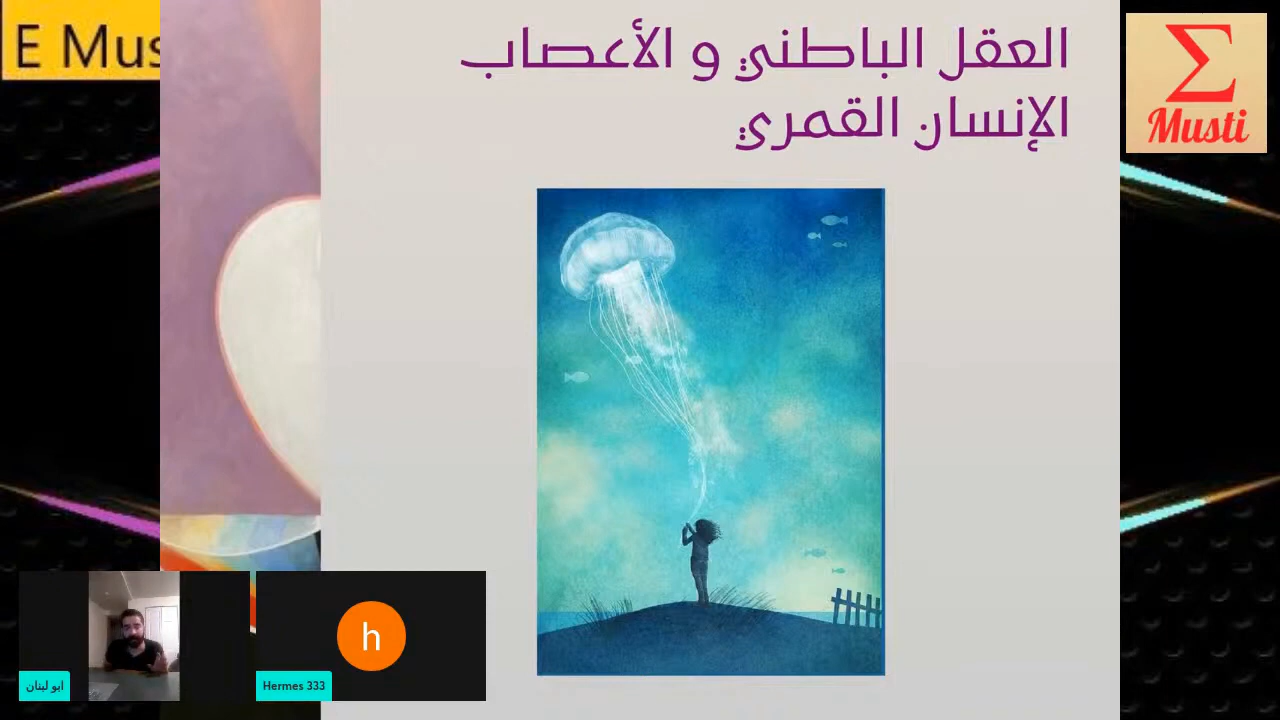 العقل الباطني و الأعصاب
الإنسان القمري
E Mus
Σ
Musti
h
ابو لبنان
Hermes 333